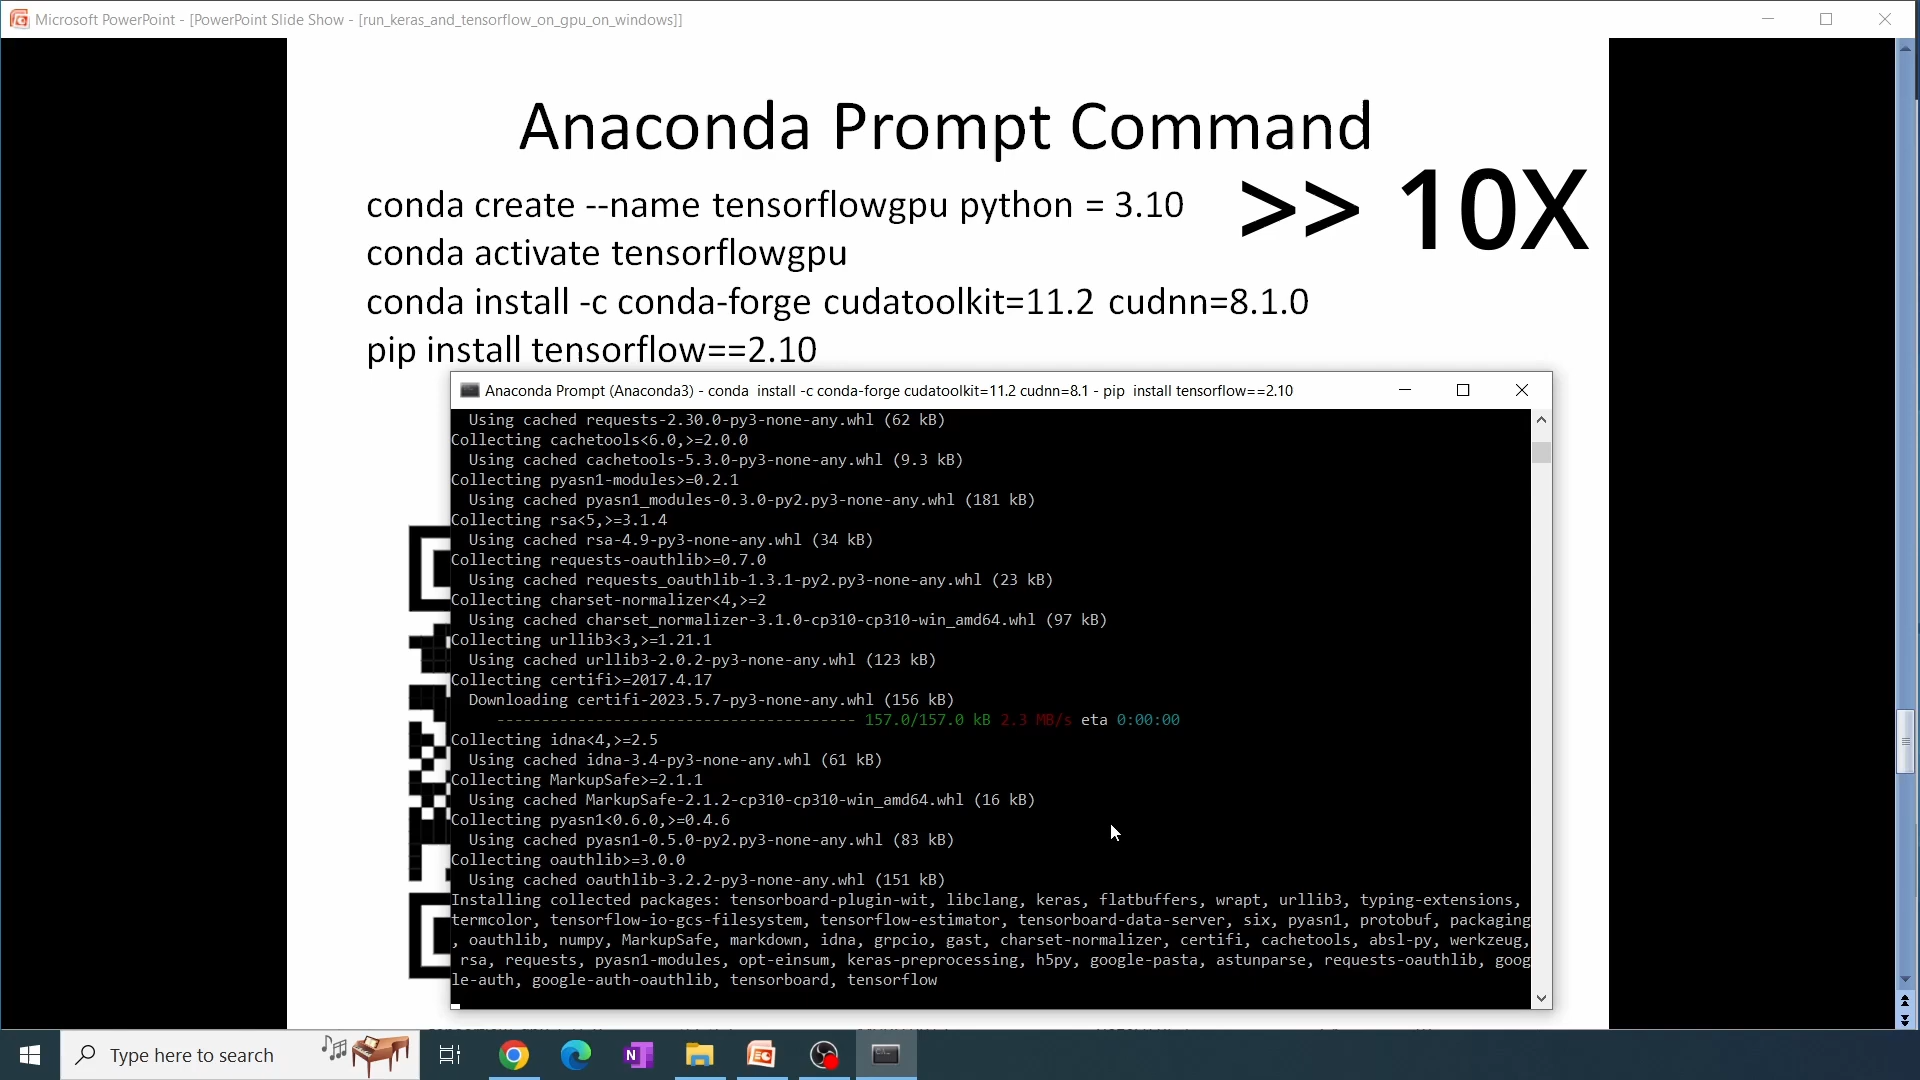 Microsoft PowerPoint - [PowerPoint Slide Show - [run_keras_and_tensorflow_on_gpu_on_windows]]
Anaconda Prompt Command
>> 10X
conda create --name tensorflowgpu python = 3.10
conda activate tensorflowgpu
conda install -c conda-forge cudatoolkit=11.2 cudnn=8.1.0
pip install tensorflow==2.10
Anaconda Prompt (Anaconda3) - conda  install -c conda-forge cudatoolkit=11.2 cudnn=8.1 - pip  install tensorflow==2.10
Using cached requests-2.30.0-py3-none-any.whl (62 kB)
Collecting cachetools<6.0,>=2.0.0
Using cached cachetools-5.3.0-py3-none-any.whl (9.3 kB)
Collecting pyasn1-modules>=0.2.1
Using cached pyasn1_modules-0.3.0-py2.py3-none-any.whl (181 kB)
Collecting rsa<5,>=3.1.4
Using cached rsa-4.9-py3-none-any.whl (34 kB)
Collecting requests-oauthlib>=0.7.0
Using cached requests_oauthlib-1.3.1-py2.py3-none-any.whl (23 kB)
Collecting charset-normalizer<4,>=2
Using cached charset_normalizer-3.1.0-cp310-cp310-win_amd64.whl (97 kB)
Collecting urllib3<3,>=1.21.1
Using cached urllib3-2.0.2-py3-none-any.whl (123 kB)
Collecting certifi>=2017.4.17
Downloading certifi-2023.5.7-py3-none-any.whl (156 kB)
---------------------------------------- 157.0/157.0 kB 2.3 MB/s eta 0:00:00
Collecting idna<4,>=2.5
Using cached idna-3.4-py3-none-any.whl (61 kB)
Collecting MarkupSafe>=2.1.1
Using cached MarkupSafe-2.1.2-cp310-cp310-win_amd64.whl (16 kB)
Collecting pyasn1<0.6.0,>=0.4.6
Using cached pyasn1-0.5.0-py2.py3-none-any.whl (83 kB)
Collecting oauthlib>=3.0.0
Using cached oauthlib-3.2.2-py3-none-any.whl (151 kB)
Installing collected packages: tensorboard-plugin-wit, libclang, keras, flatbuffers, wrapt, urllib3, typing-extensions,
termcolor, tensorflow-io-gcs-filesystem, tensorflow-estimator, tensorboard-data-server, six, pyasn1, protobuf, packaging
, oauthlib, numpy, MarkupSafe, markdown, idna, grpcio, gast, charset-normalizer, certifi, cachetools, absl-py, werkzeug,
rsa, requests, pyasn1-modules, opt-einsum, keras-preprocessing, h5py, google-pasta, astunparse, requests-oauthlib, goog
le-auth, google-auth-oauthlib, tensorboard, tensorflow
Type here to search